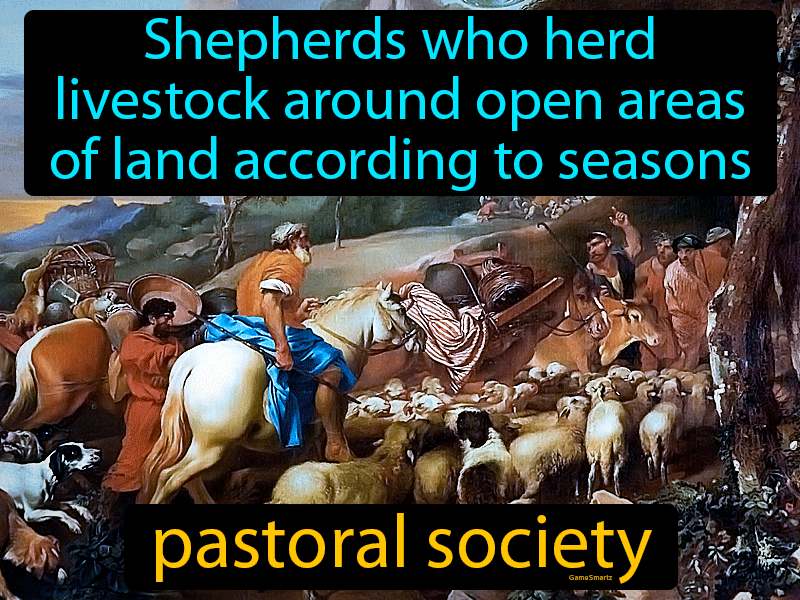 Shepherds who herd
livestock around open areas
of land according to seasons
pastoral society
GameSmartz